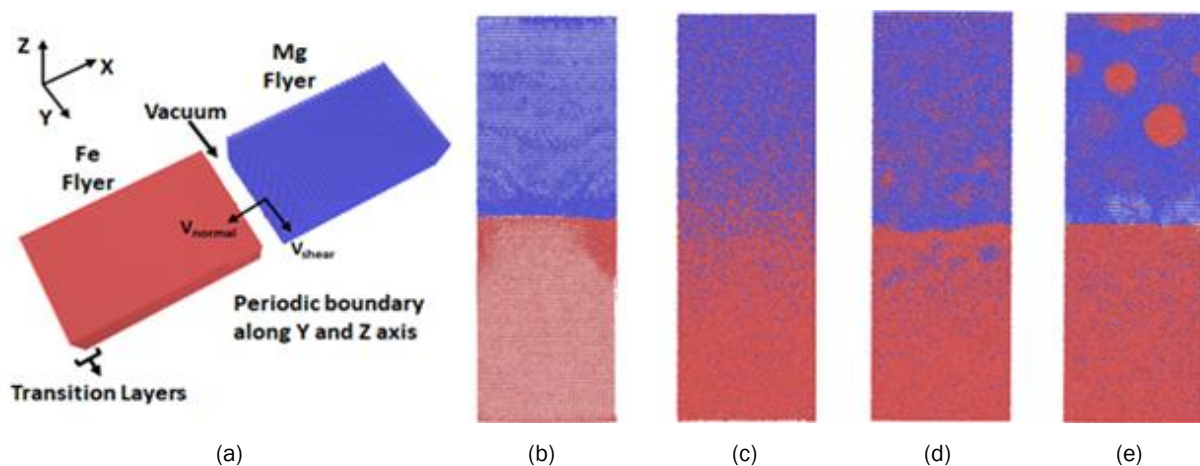 Z
X
Y
Mg
Flyer
Vacuum
Fe
Flyer
Vnormal
Vshear
Periodic boundary
along Y and Z axis
Transition Layers
(a) (b) (c) (d) (e)